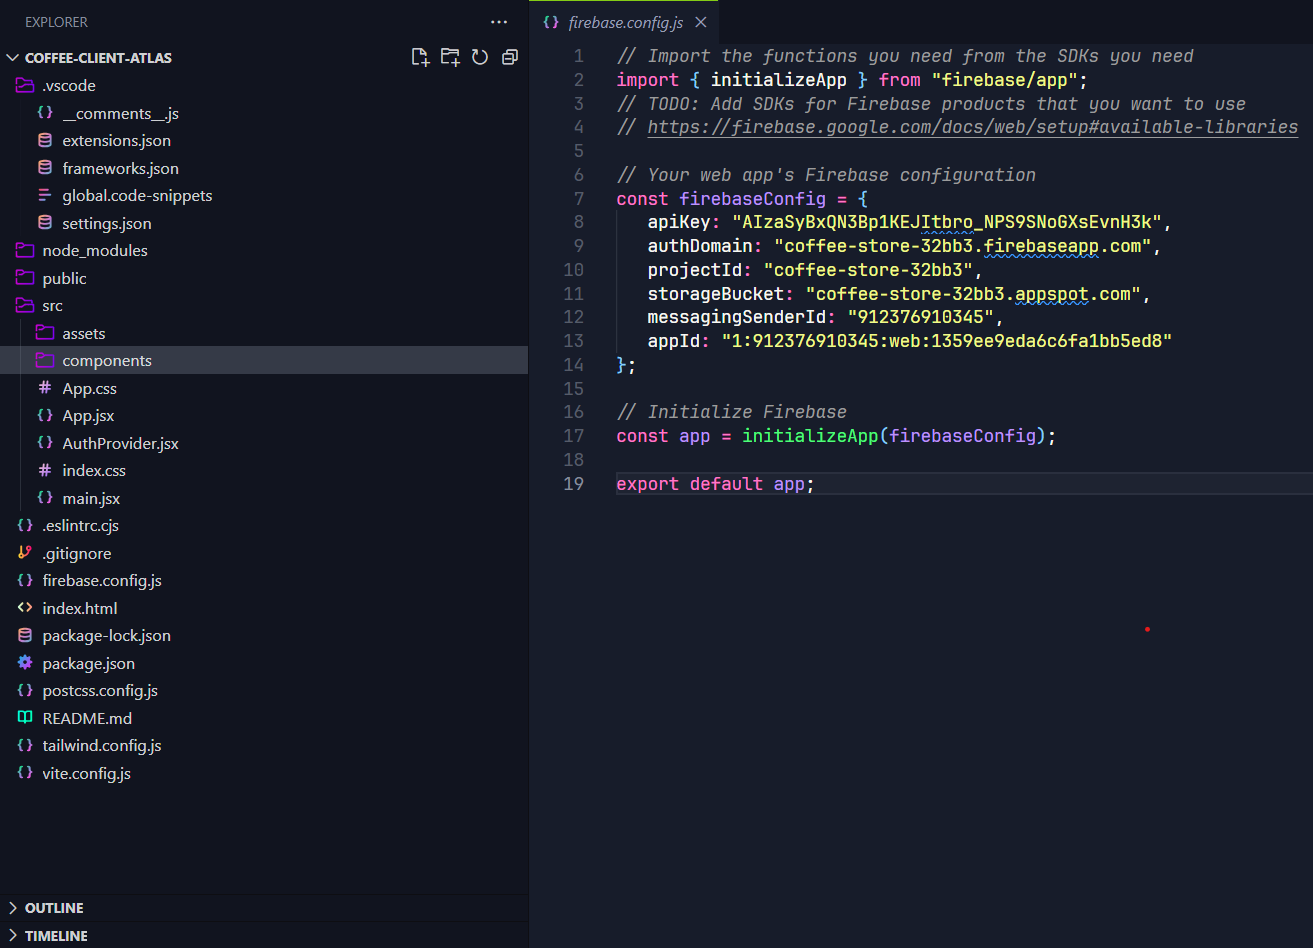 EXPLORER
COFFEE-CLIENT-ATLAS
.vscode
__comments__.js
extensions.json
frameworks.json
global.code-snippets
settings.json
node_modules
public
src
assets
components
App.css
App.jsx
AuthProvider.jsx
index.css
main.jsx
.eslintrc.cjs
.gitignore
firebase.config.js
index.html
package-lock.json
package.json
postcss.config.js
README.md
tailwind.config.js
vite.config.js
OUTLINE
TIMELINE
firebase.config.js
1 // Import the functions you need from the SDKs you need
2 import { initializeApp } from "firebase/app";
3 // TODO: Add SDKs for Firebase products that you want to use
4 // https://firebase.google.com/docs/web/setup#available-libraries
5
6 // Your web app's Firebase configuration
7 const firebaseConfig = {
8 apiKey: "AIzaSyBxQN3Bp1KEJItbro_NPS9SNoGXsEvnH3k",
9 authDomain: "coffee-store-32bb3.firebaseapp.com",
10 projectId: "coffee-store-32bb3",
11 storageBucket: "coffee-store-32bb3.appspot.com",
12 messagingSenderId: "912376910345",
13 appId: "1:912376910345:web:1359ee9eda6c6fa1bb5ed8"
14 };
15
16 // Initialize Firebase
17 const app = initializeApp(firebaseConfig);
18
19 export default app;